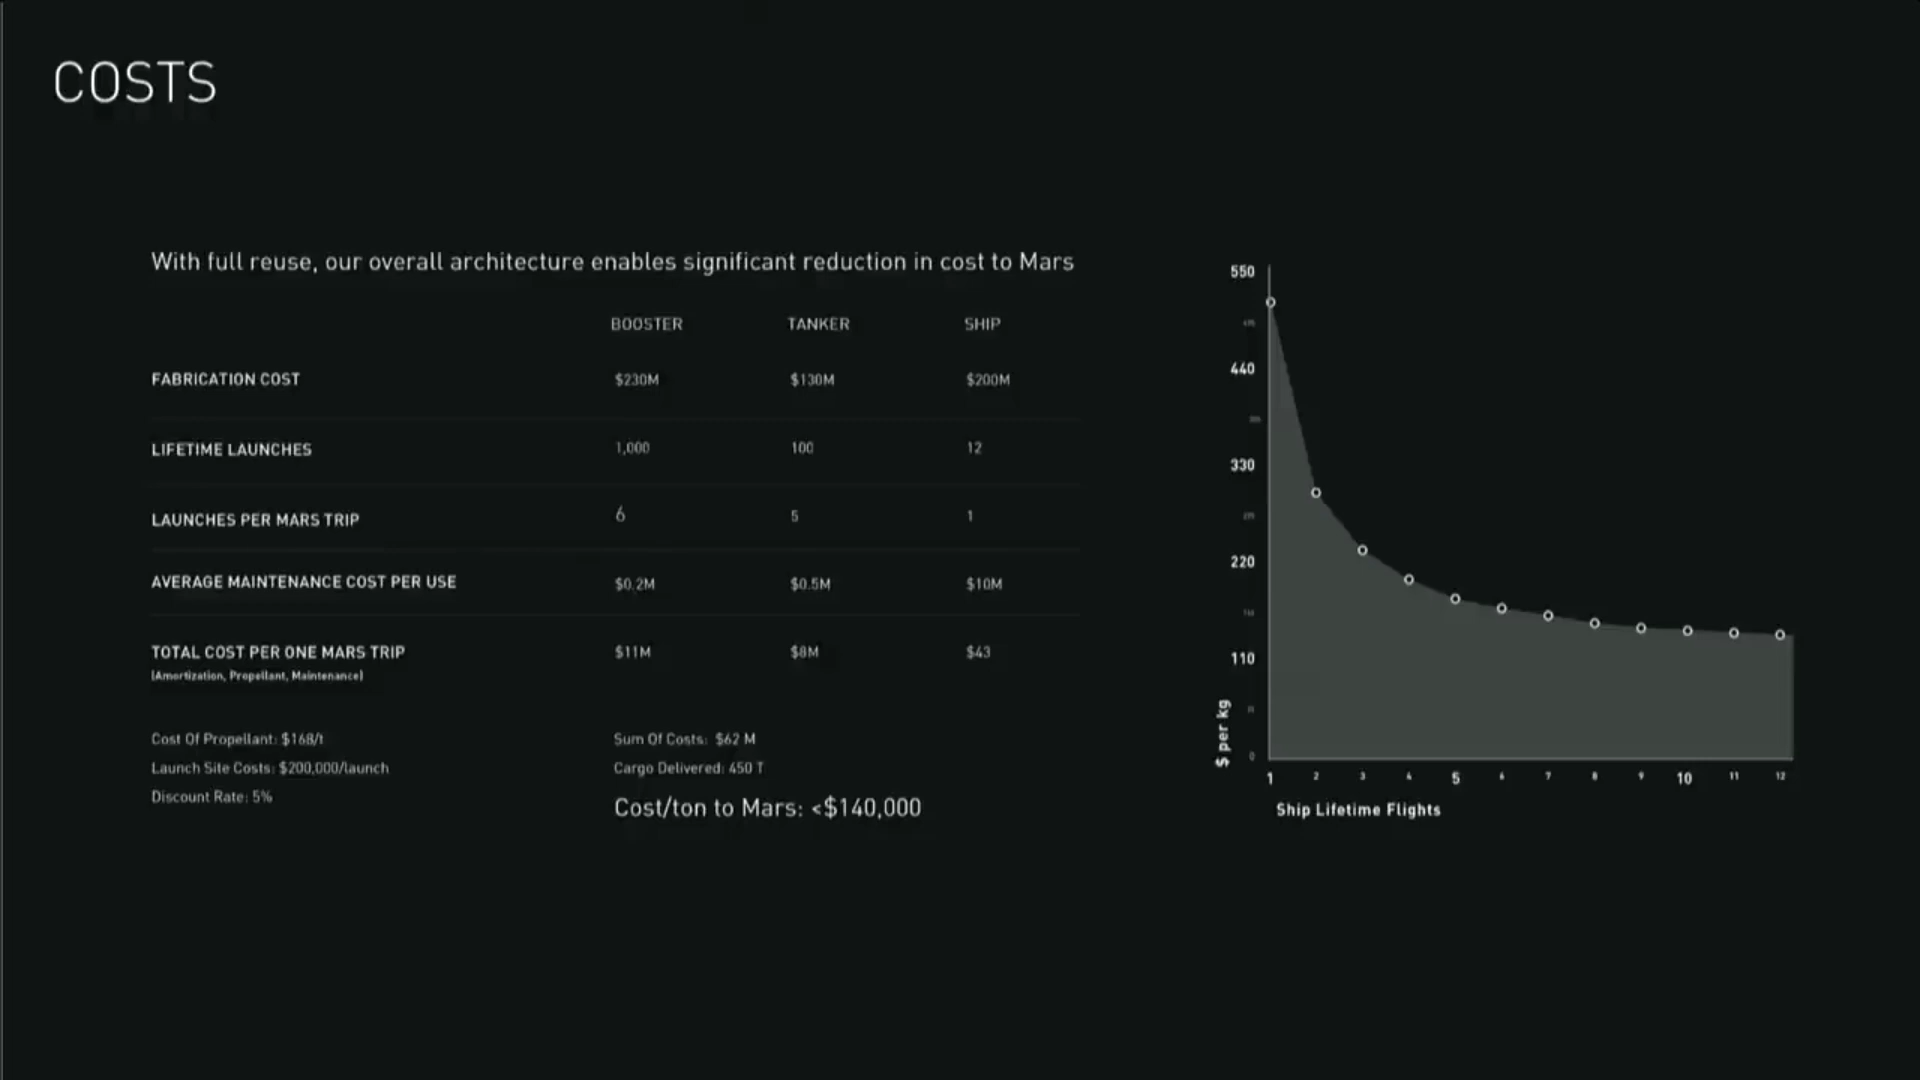 COSTS
With full reuse, our overall architecture enables significant reduction in cost to Mars
BOOSTER TANKER SHIP
FABRICATION COST $230M $130M $200M
LIFETIME LAUNCHES 1,000 100 12
LAUNCHES PER MARS TRIP 6 5 1
AVERAGE MAINTENANCE COST PER USE $0.2M $0.5M $10M
TOTAL COST PER ONE MARS TRIP $11M $8M $43
(Amortization, Propellant, Maintenance)
Cost Of Propellant: $168/t
Launch Site Costs: $200,000/launch
Discount Rate: 5%
Sum Of Costs: $62 M
Cargo Delivered: 450 T
Cost/ton to Mars: <$140,000
550
440
330
220
110
0
$ per kg
1 2 3 4 5 6 7 8 9 10 11 12
Ship Lifetime Flights